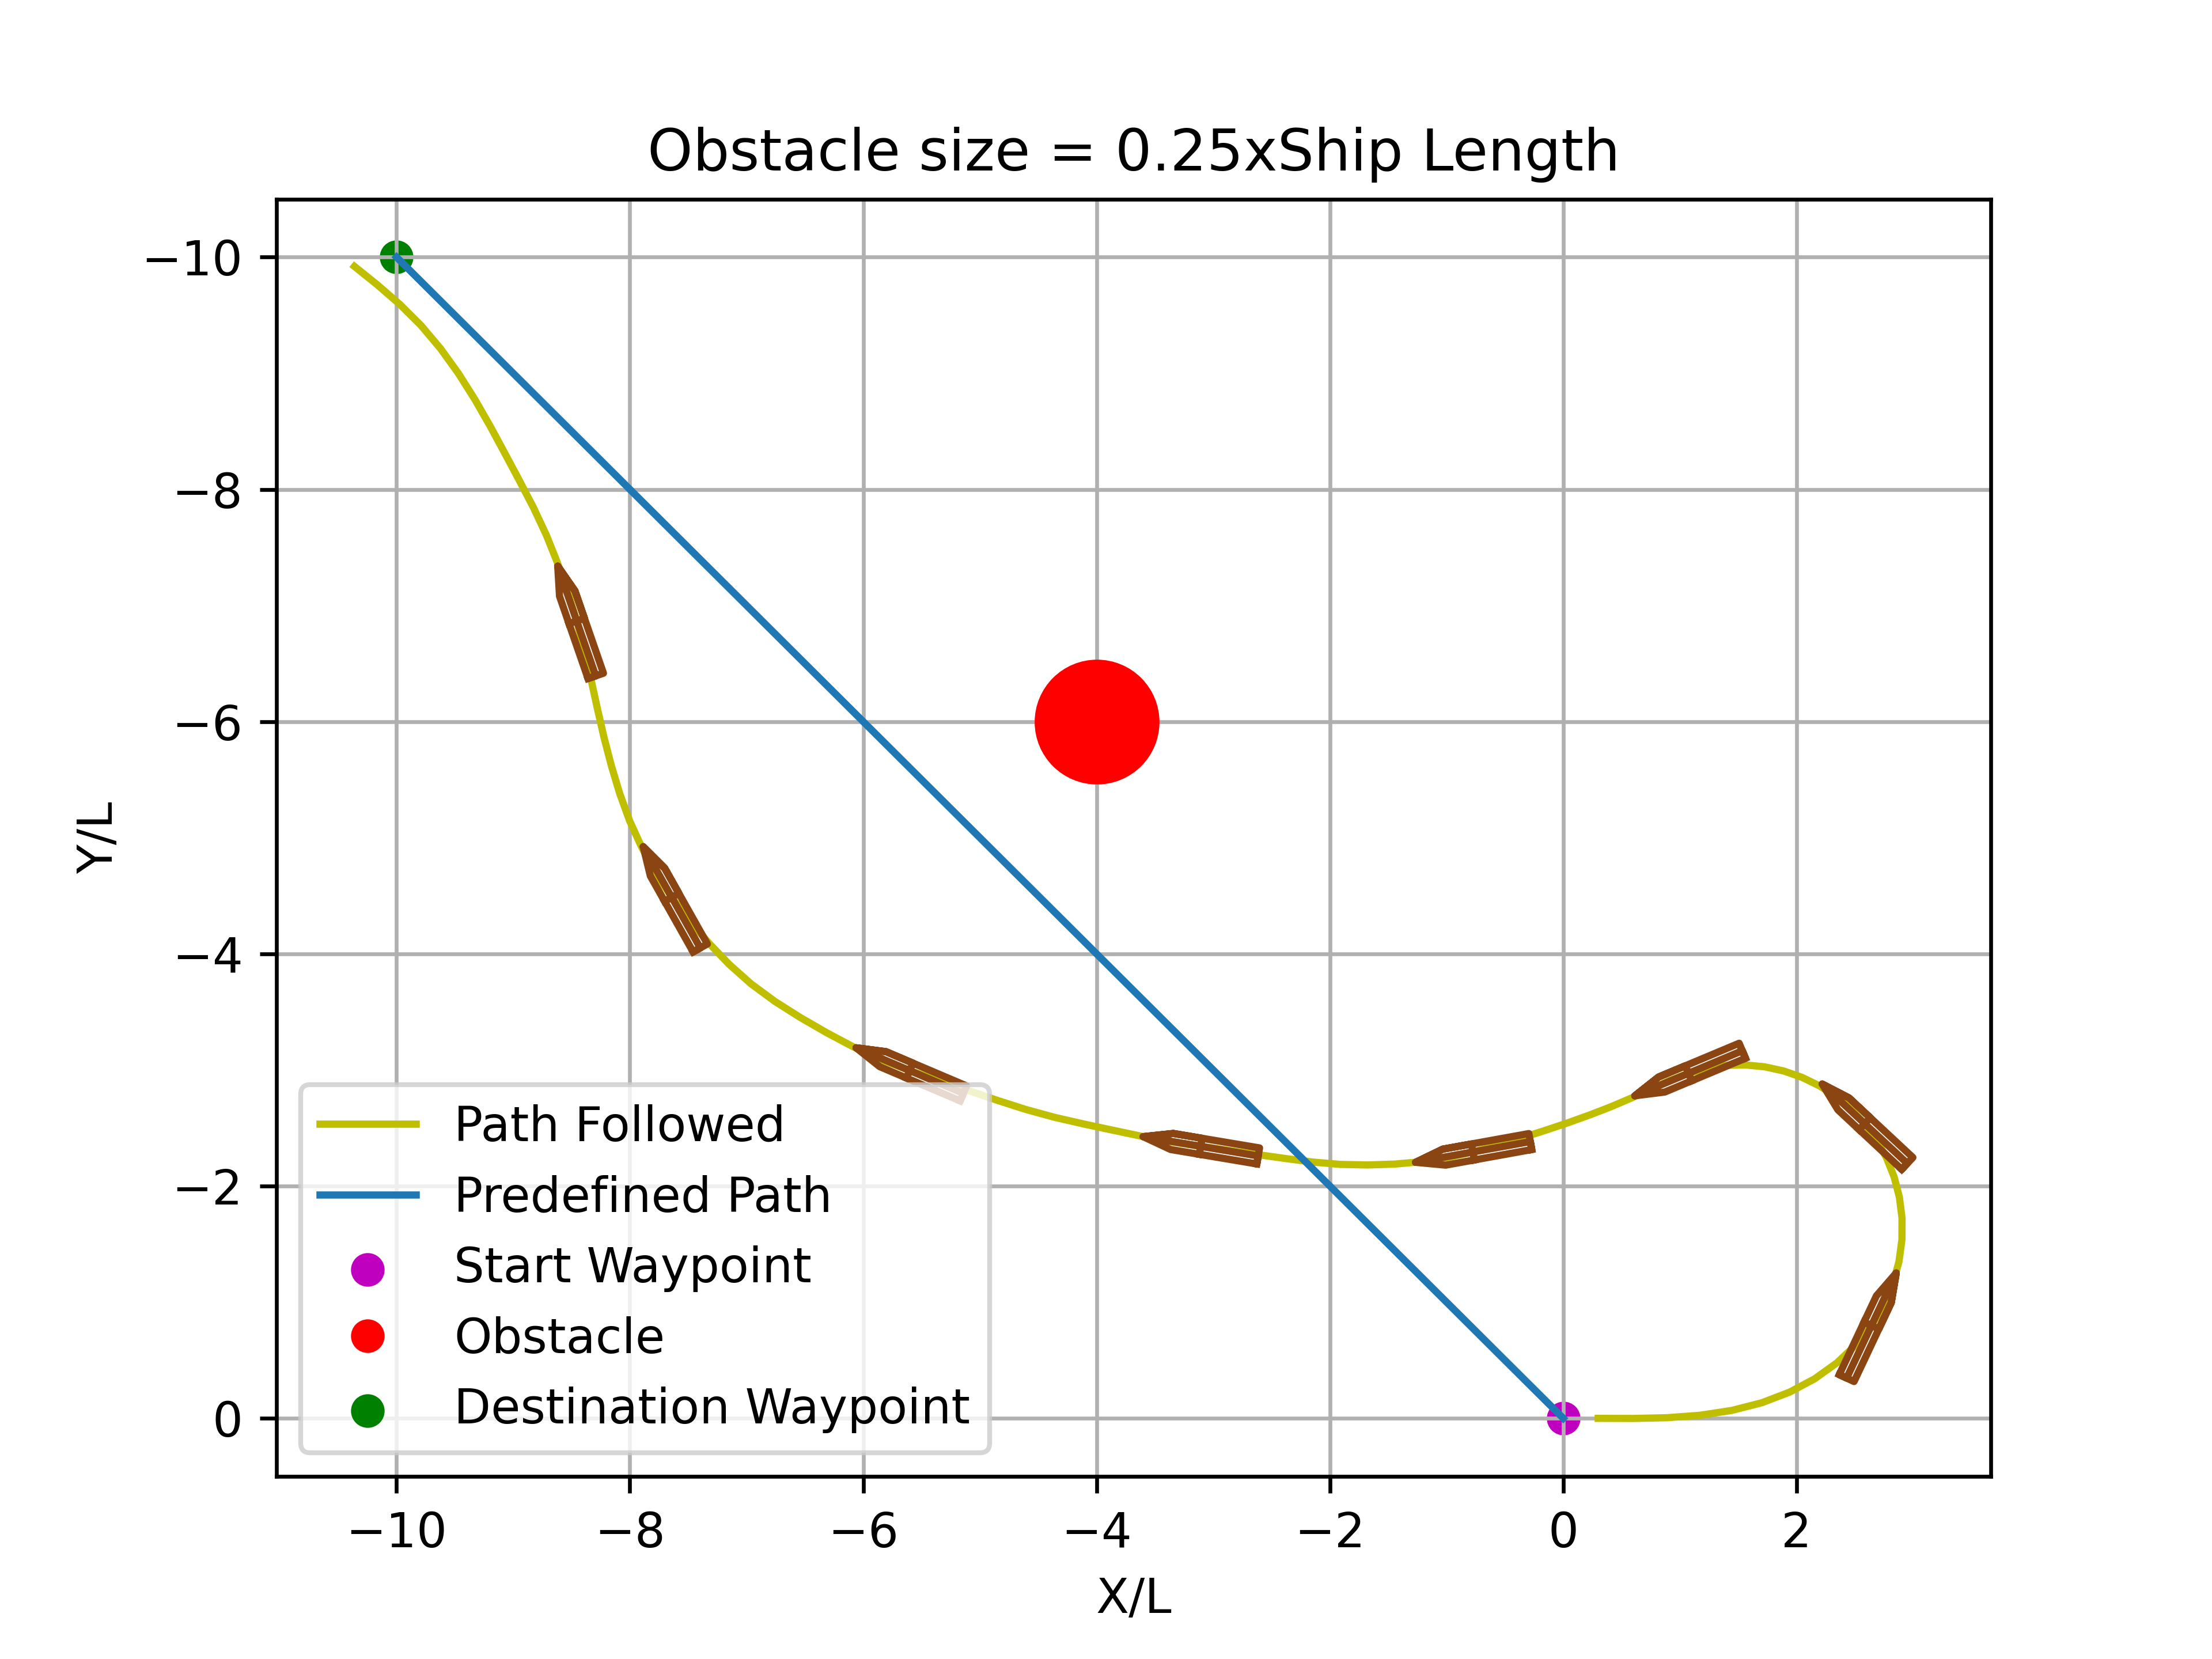 Obstacle size = 0.25xShip Length
−10
−8
−6
−4
−2
0
Y/L
Path Followed
Predefined Path
Start Waypoint
Obstacle
Destination Waypoint
−10 −8 −6 −4 −2 0 2
X/L